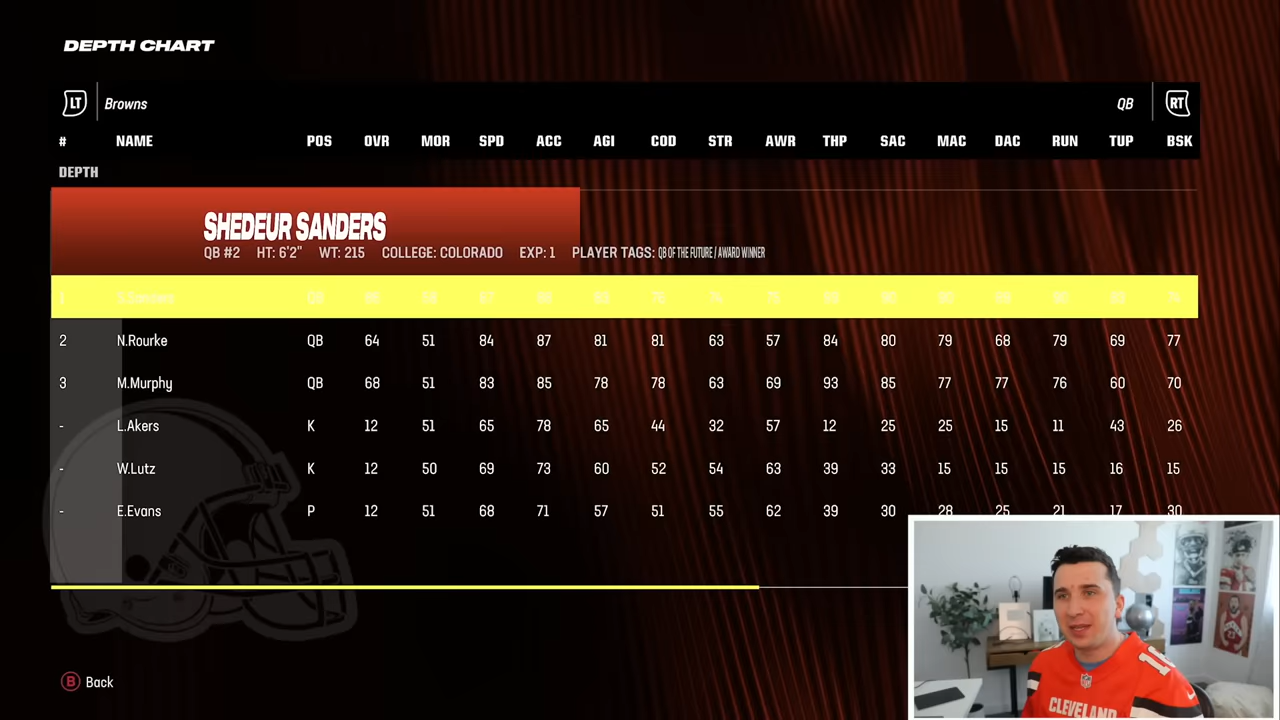 DEPTH CHART
LT Browns QB RT
# NAME POS OVR MOR SPD ACC AGI COD STR AWR THP SAC MAC DAC RUN TUP BSK
DEPTH
SHEDEUR SANDERS
QB #2 HT: 6'2" WT: 215 COLLEGE: COLORADO EXP: 1 PLAYER TAGS: QB OF THE FUTURE / AWARD WINNER
2 N.Rourke QB 64 51 84 87 81 81 63 57 84 80 79 68 79 69 77
3 M.Murphy QB 68 51 83 85 78 78 63 69 93 85 77 77 76 60 70
- L.Akers K 12 51 65 78 65 44 32 57 12 25 25 15 11 43 26
- W.Lutz K 12 50 69 73 60 52 54 63 39 33 15 15 15 16 15
- E.Evans P 12 51 68 71 57 51 55 62 39 30 28 25 21 17 30
B Back
CLEVELAND